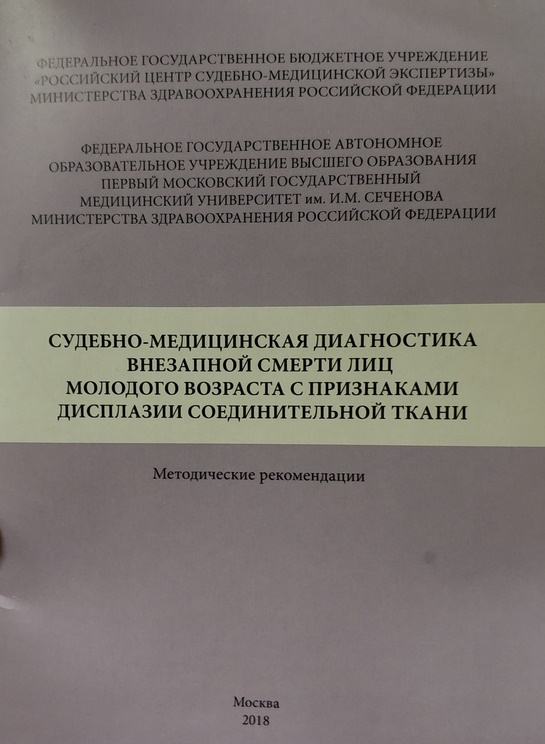 ФЕДЕРАЛЬНОЕ ГОСУДАРСТВЕННОЕ БЮДЖЕТНОЕ УЧРЕЖДЕНИЕ
«РОССИЙСКИЙ ЦЕНТР СУДЕБНО-МЕДИЦИНСКОЙ ЭКСПЕРТИЗЫ»
МИНИСТЕРСТВА ЗДРАВООХРАНЕНИЯ РОССИЙСКОЙ ФЕДЕРАЦИИ
ФЕДЕРАЛЬНОЕ ГОСУДАРСТВЕННОЕ АВТОНОМНОЕ
ОБРАЗОВАТЕЛЬНОЕ УЧРЕЖДЕНИЕ ВЫСШЕГО ОБРАЗОВАНИЯ
ПЕРВЫЙ МОСКОВСКИЙ ГОСУДАРСТВЕННЫЙ
МЕДИЦИНСКИЙ УНИВЕРСИТЕТ им. И.М. СЕЧЕНОВА
МИНИСТЕРСТВА ЗДРАВООХРАНЕНИЯ РОССИЙСКОЙ ФЕДЕРАЦИИ
СУДЕБНО-МЕДИЦИНСКАЯ ДИАГНОСТИКА
ВНЕЗАПНОЙ СМЕРТИ ЛИЦ
МОЛОДОГО ВОЗРАСТА С ПРИЗНАКАМИ
ДИСПЛАЗИИ СОЕДИНИТЕЛЬНОЙ ТКАНИ
Методические рекомендации
Москва
2018